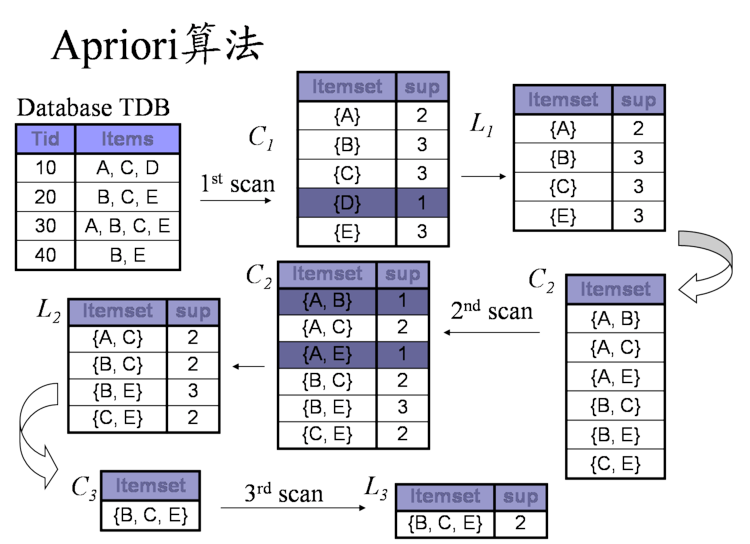 Apriori算法
Database TDB
Tid Items
10 A, C, D
20 B, C, E
30 A, B, C, E
40 B, E
1st scan
C1
Itemset sup
{A} 2
{B} 3
{C} 3
{D} 1
{E} 3
L1
Itemset sup
{A} 2
{B} 3
{C} 3
{E} 3
C2
Itemset
{A, B}
{A, C}
{A, E}
{B, C}
{B, E}
{C, E}
2nd scan
C2
Itemset sup
{A, B} 1
{A, C} 2
{A, E} 1
{B, C} 2
{B, E} 3
{C, E} 2
L2
Itemset sup
{A, C} 2
{B, C} 2
{B, E} 3
{C, E} 2
C3
Itemset
{B, C, E}
3rd scan
L3
Itemset sup
{B, C, E} 2